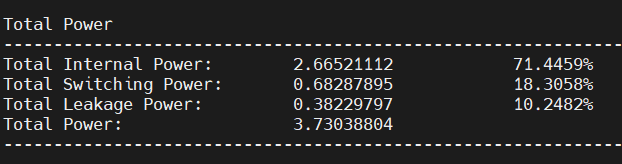 Total Power
-----------------------------------------------------------------
Total Internal Power:        2.66521112            71.4459%
Total Switching Power:       0.68287895            18.3058%
Total Leakage Power:         0.38229797            10.2482%
Total Power:                 3.73038804
-----------------------------------------------------------------